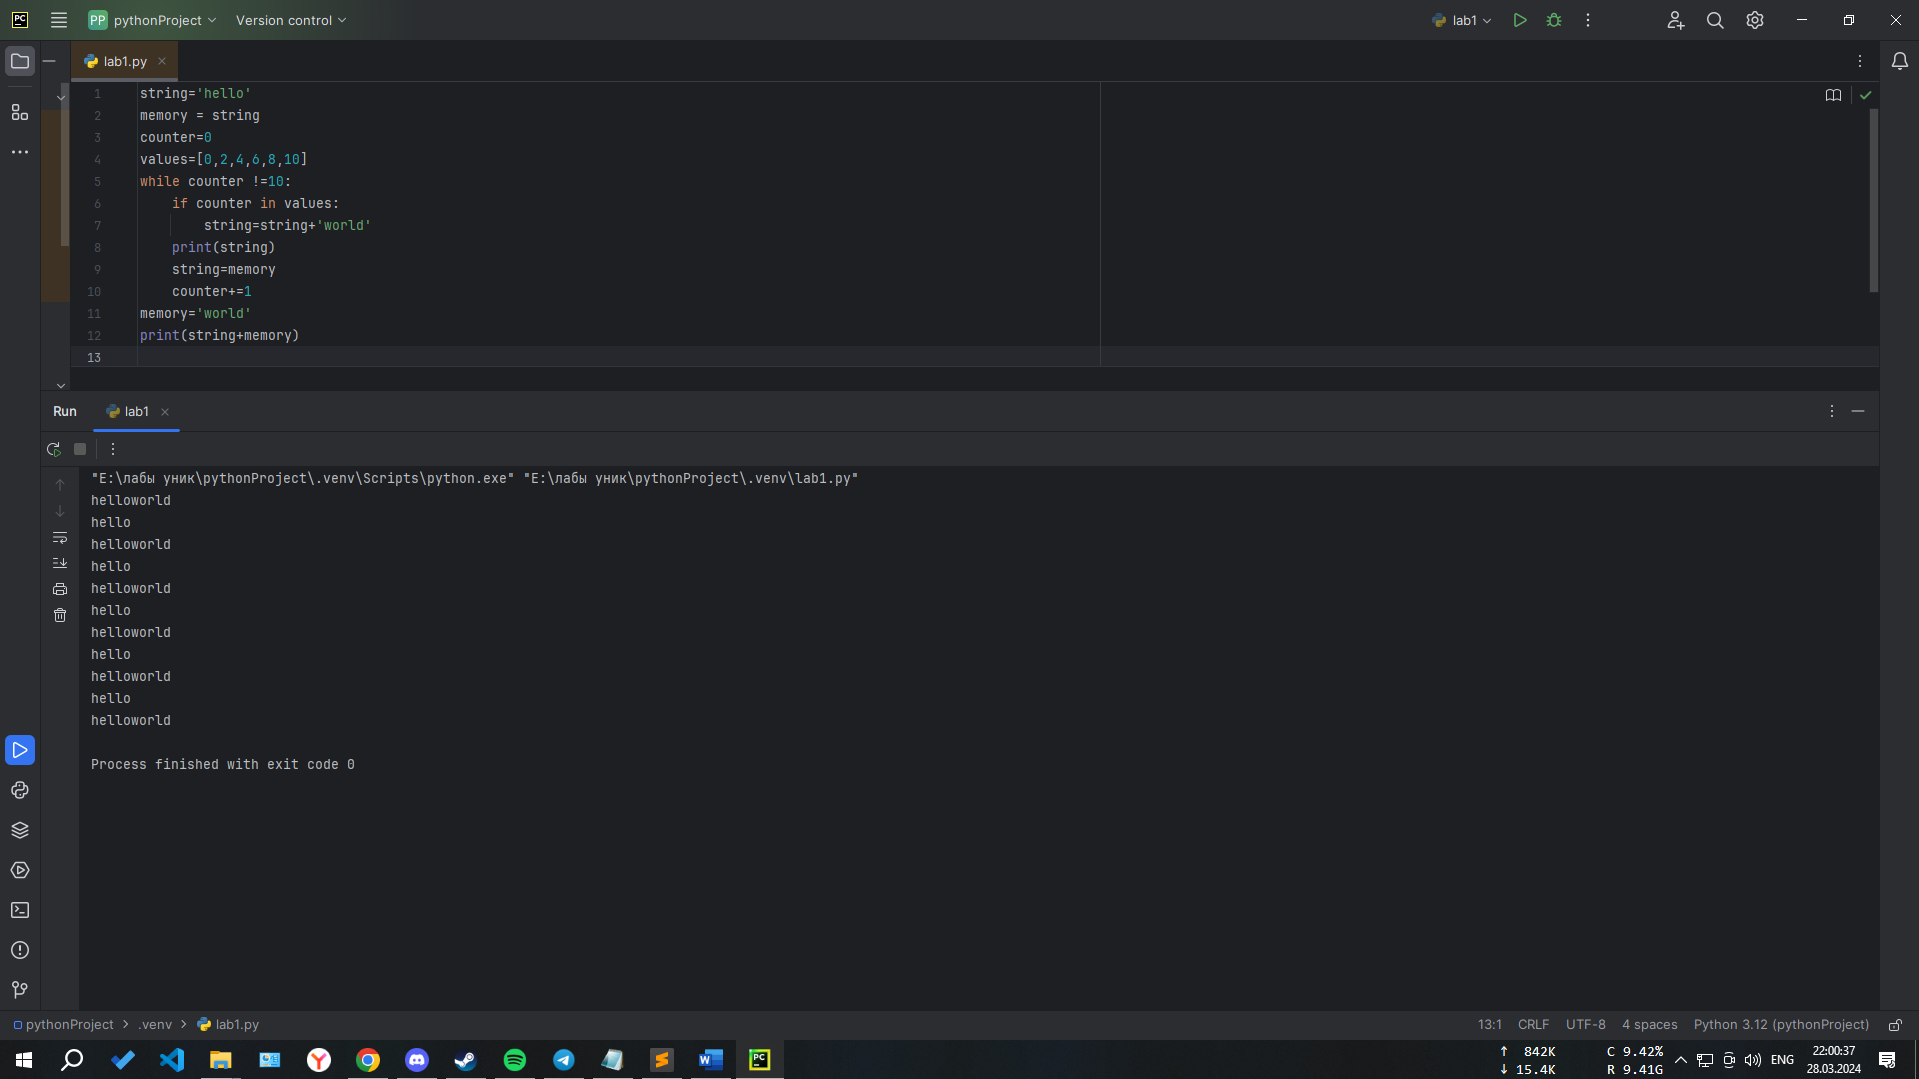 PC PP pythonProject Version control lab1
lab1.py
1 string='hello'
2 memory = string
3 counter=0
4 values=[0,2,4,6,8,10]
5 while counter !=10:
6     if counter in values:
7         string=string+'world'
8     print(string)
9     string=memory
10     counter+=1
11 memory='world'
12 print(string+memory)
13
Run lab1
"E:\лабы уник\pythonProject\.venv\Scripts\python.exe" "E:\лабы уник\pythonProject\.venv\lab1.py"
helloworld
hello
helloworld
hello
helloworld
hello
helloworld
hello
helloworld
hello
helloworld
Process finished with exit code 0
pythonProject > .venv > lab1.py 13:1 CRLF UTF-8 4 spaces Python 3.12 (pythonProject)
↑ 842K C 9.42% 22:00:37
↓ 15.4K R 9.41G ENG 28.03.2024